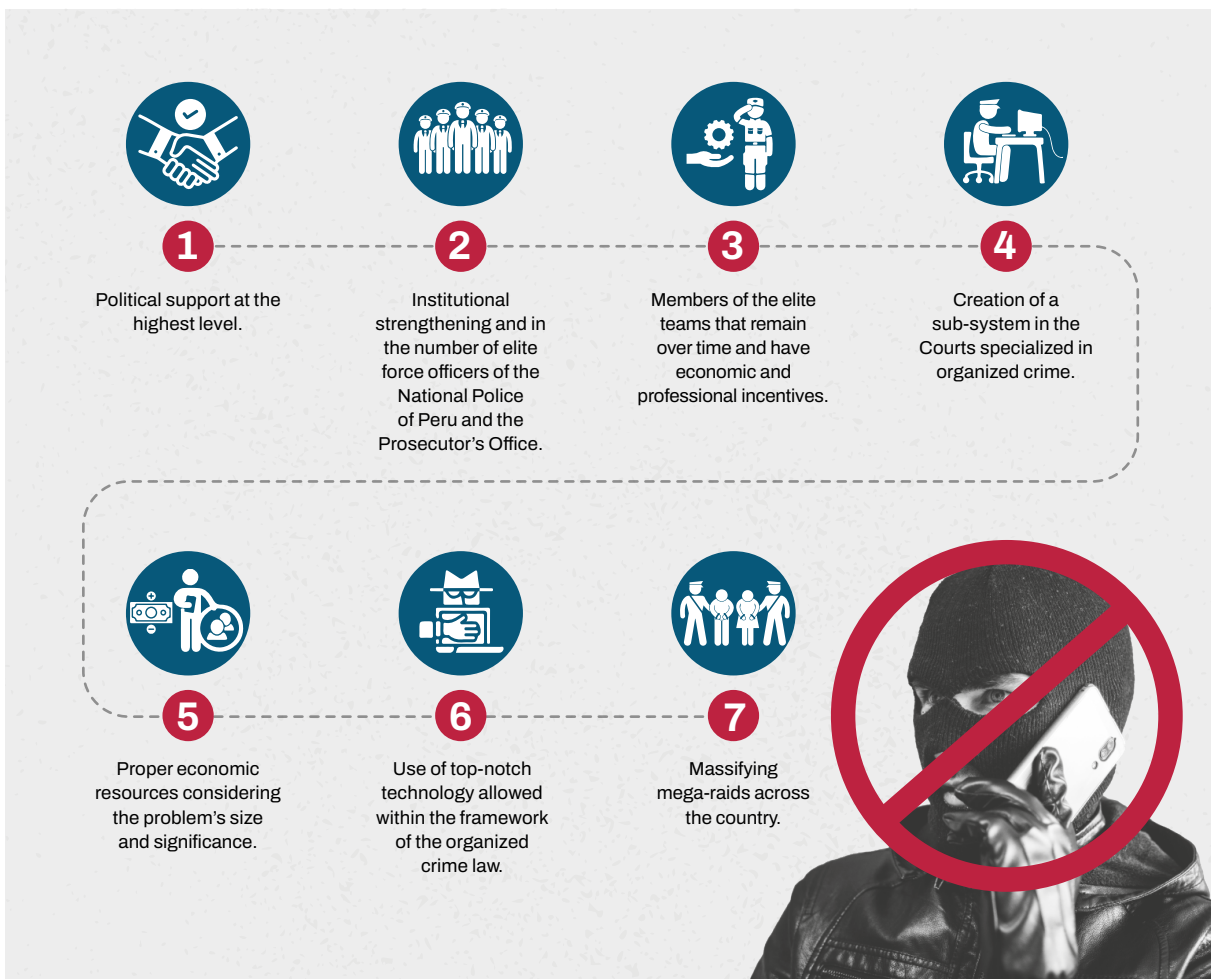 1
Political support at the
highest level.
2
Institutional
strengthening and in
the number of elite
force officers of the
National Police
of Peru and the
Prosecutor’s Office.
3
Members of the elite
teams that remain
over time and have
economic and
professional incentives.
4
Creation of a
sub-system in the
Courts specialized in
organized crime.
5
Proper economic
resources considering
the problem’s size
and significance.
6
Use of top-notch
technology allowed
within the framework
of the organized
crime law.
7
Massifying
mega-raids across
the country.